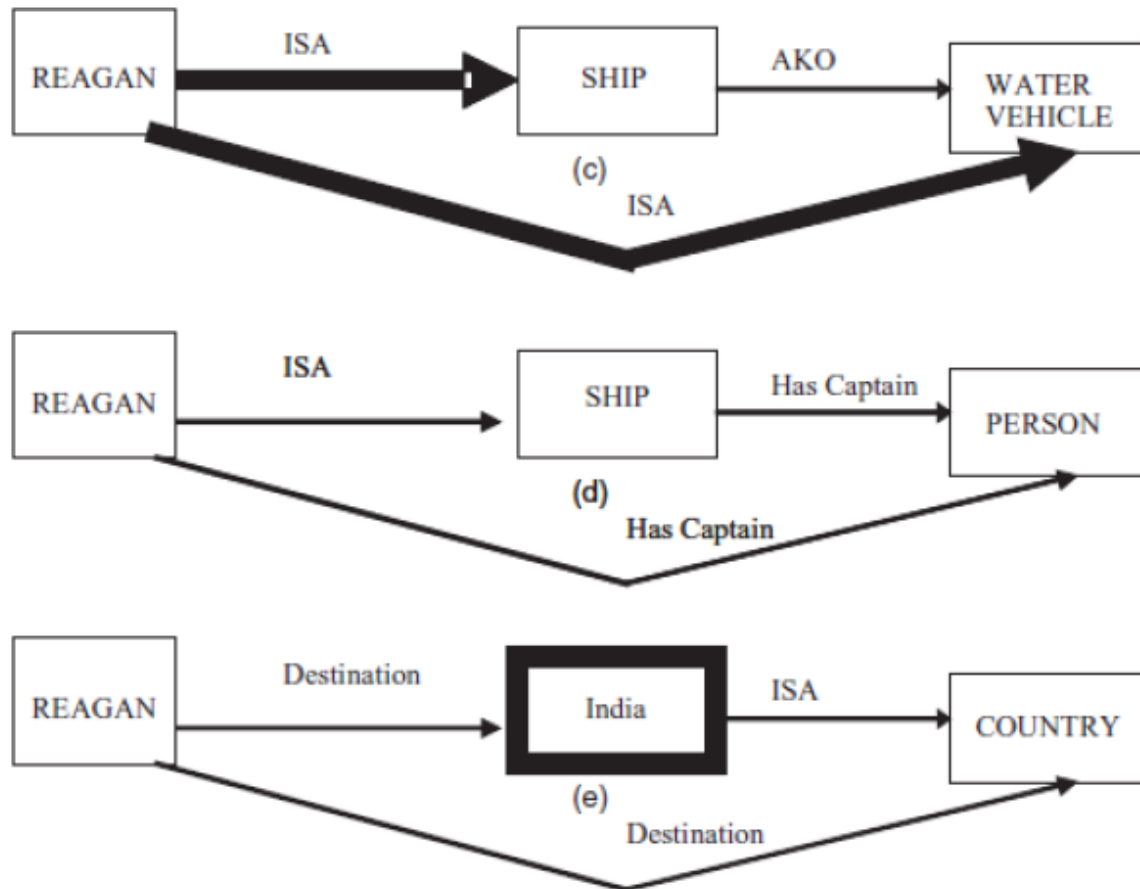 ISA
REAGAN
SHIP
AKO
WATER
VEHICLE
(c)
ISA
REAGAN
ISA
SHIP
Has Captain
PERSON
(d)
Has Captain
REAGAN
Destination
India
ISA
COUNTRY
(e)
Destination